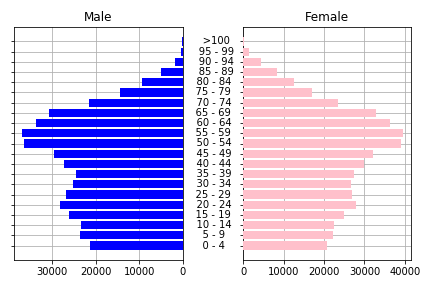 Male Female
>100
95 - 99
90 - 94
85 - 89
80 - 84
75 - 79
70 - 74
65 - 69
60 - 64
55 - 59
50 - 54
45 - 49
40 - 44
35 - 39
30 - 34
25 - 29
20 - 24
15 - 19
10 - 14
5 - 9
0 - 4
30000 20000 10000 0 0 10000 20000 30000 40000